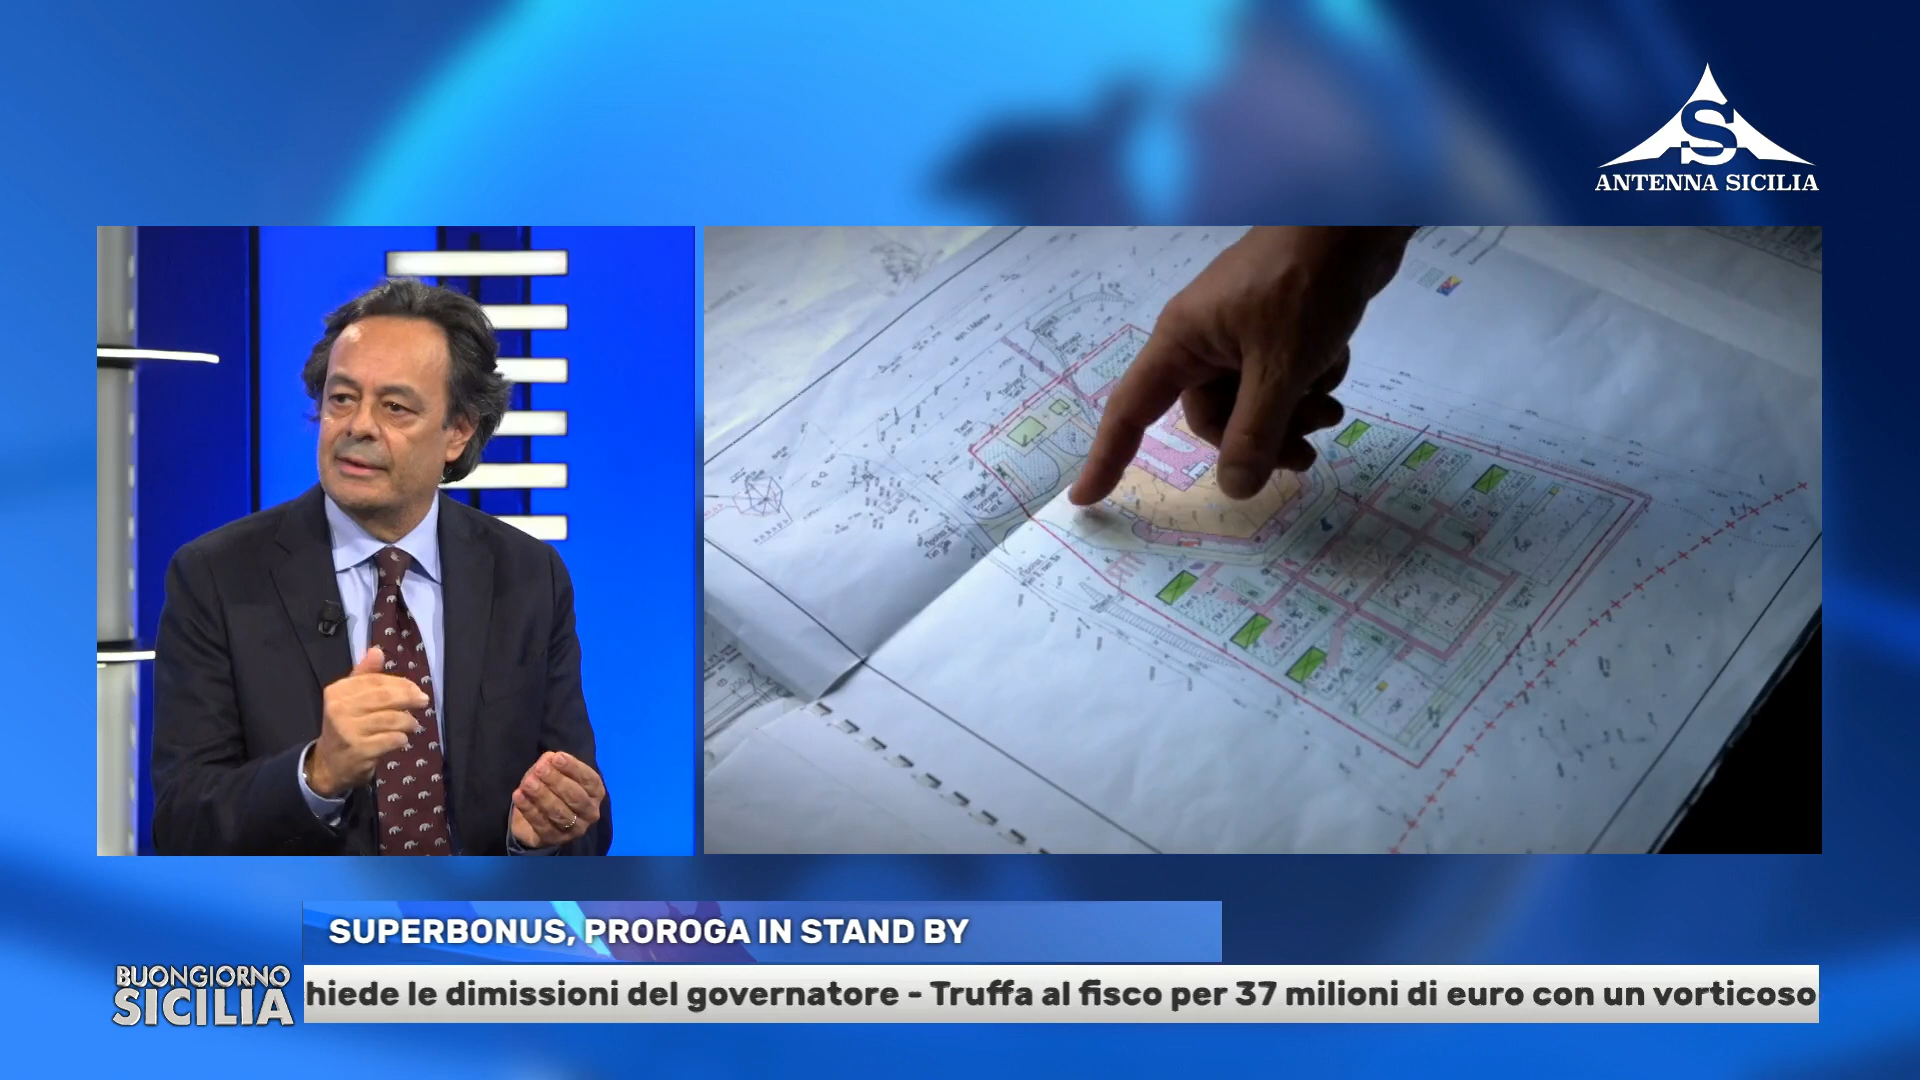 S
ANTENNA SICILIA
SUPERBONUS, PROROGA IN STAND BY
BUONGIORNO
SICILIA
hiede le dimissioni del governatore - Truffa al fisco per 37 milioni di euro con un vorticoso